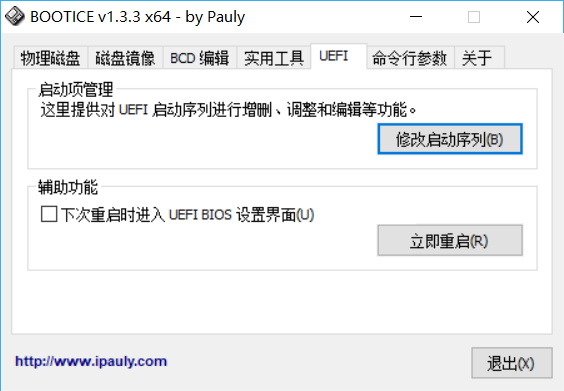 BOOTICE v1.3.3 x64 - by Pauly
物理磁盘 磁盘镜像 BCD 编辑 实用工具 UEFI 命令行参数 关于
启动项管理
这里提供对 UEFI 启动序列进行增删、调整和编辑等功能。
修改启动序列(B)
辅助功能
下次重启时进入 UEFI BIOS 设置界面(U)
立即重启(R)
http://www.ipauly.com
退出(X)